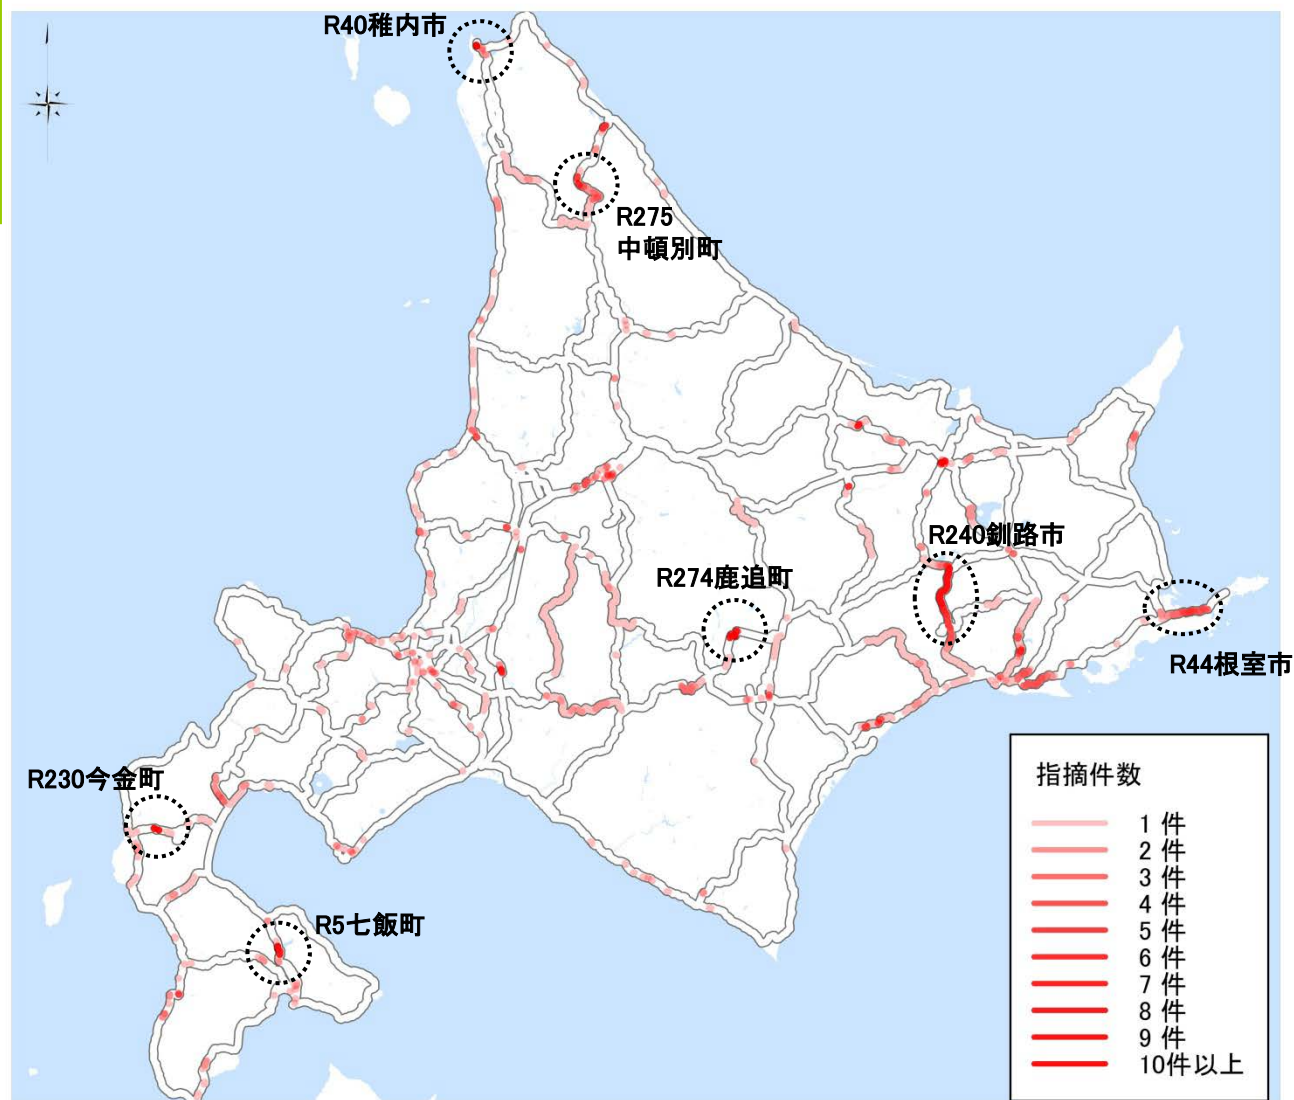 R40稚内市
R275
中頓別町
R240釧路市
R274鹿追町
R44根室市
R230今金町
R5七飯町
指摘件数
1 件
2 件
3 件
4 件
5 件
6 件
7 件
8 件
9 件
10件以上